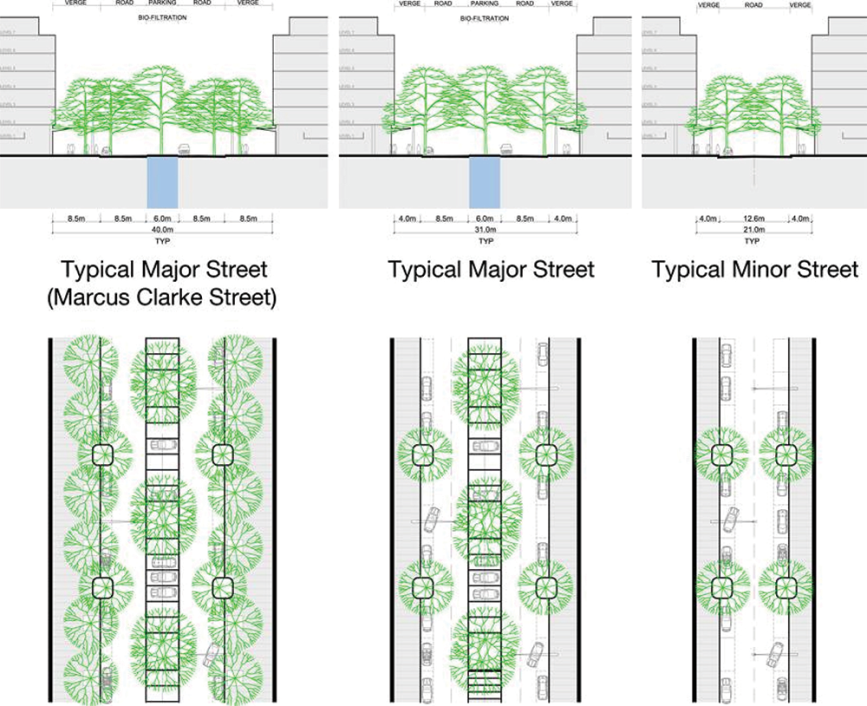 VERGE ROAD PARKING ROAD VERGE
BIO-FILTRATION
8.5m 8.5m 6.0m 8.5m 8.5m
40.0m
TYP
Typical Major Street
(Marcus Clarke Street)
VERGE ROAD PARKING ROAD VERGE
BIO-FILTRATION
4.0m 8.5m 6.0m 8.5m 4.0m
31.0m
TYP
Typical Major Street
VERGE ROAD VERGE
4.0m 12.6m 4.0m
21.0m
TYP
Typical Minor Street